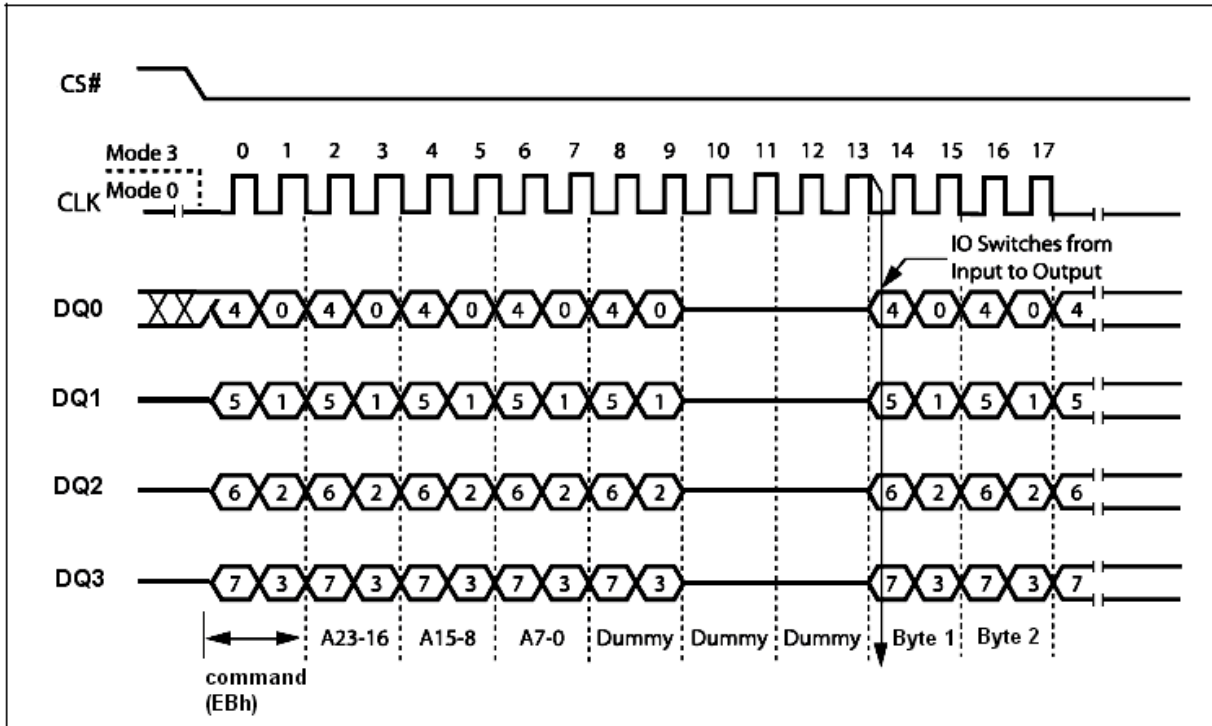 CS#
Mode 3
0 1 2 3 4 5 6 7 8 9 10 11 12 13 14 15 16 17
CLK
Mode 0
IO Switches from
Input to Output
DQ0
4 0 4 0 4 0 4 0 4 0 4 0 4 0 4
DQ1
5 1 5 1 5 1 5 1 5 1 5 1 5 1 5
DQ2
6 2 6 2 6 2 6 2 6 2 6 2 6 2 6
DQ3
7 3 7 3 7 3 7 3 7 3 7 3 7 3 7
A23-16 A15-8 A7-0 Dummy Dummy Dummy Byte 1 Byte 2
command
(EBh)